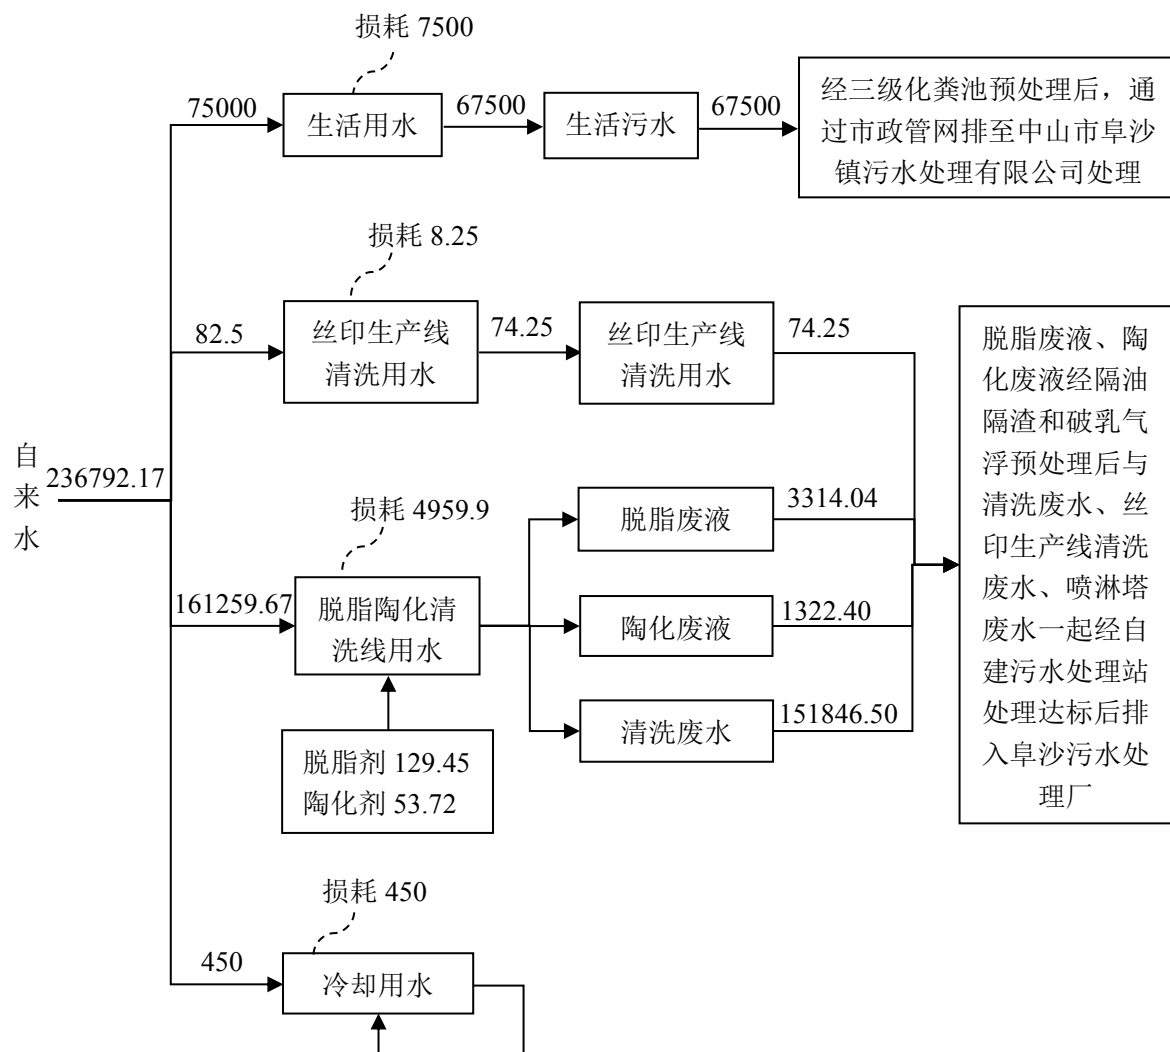 损耗 7500
75000
生活用水
67500
生活污水
67500
经三级化粪池预处理后，通
过市政管网排至中山市阜沙
镇污水处理有限公司处理
损耗 8.25
82.5
丝印生产线
清洗用水
74.25
丝印生产线
清洗用水
74.25
自
来
水
236792.17
损耗 4959.9
161259.67
脱脂陶化清
洗线用水
脱脂剂 129.45
陶化剂 53.72
脱脂废液
3314.04
陶化废液
1322.40
清洗废水
151846.50
脱脂废液、陶
化废液经隔油
隔渣和破乳气
浮预处理后与
清洗废水、丝
印生产线清洗
废水、喷淋塔
废水一起经自
建污水处理站
处理达标后排
入阜沙污水处
理厂
损耗 450
450
冷却用水